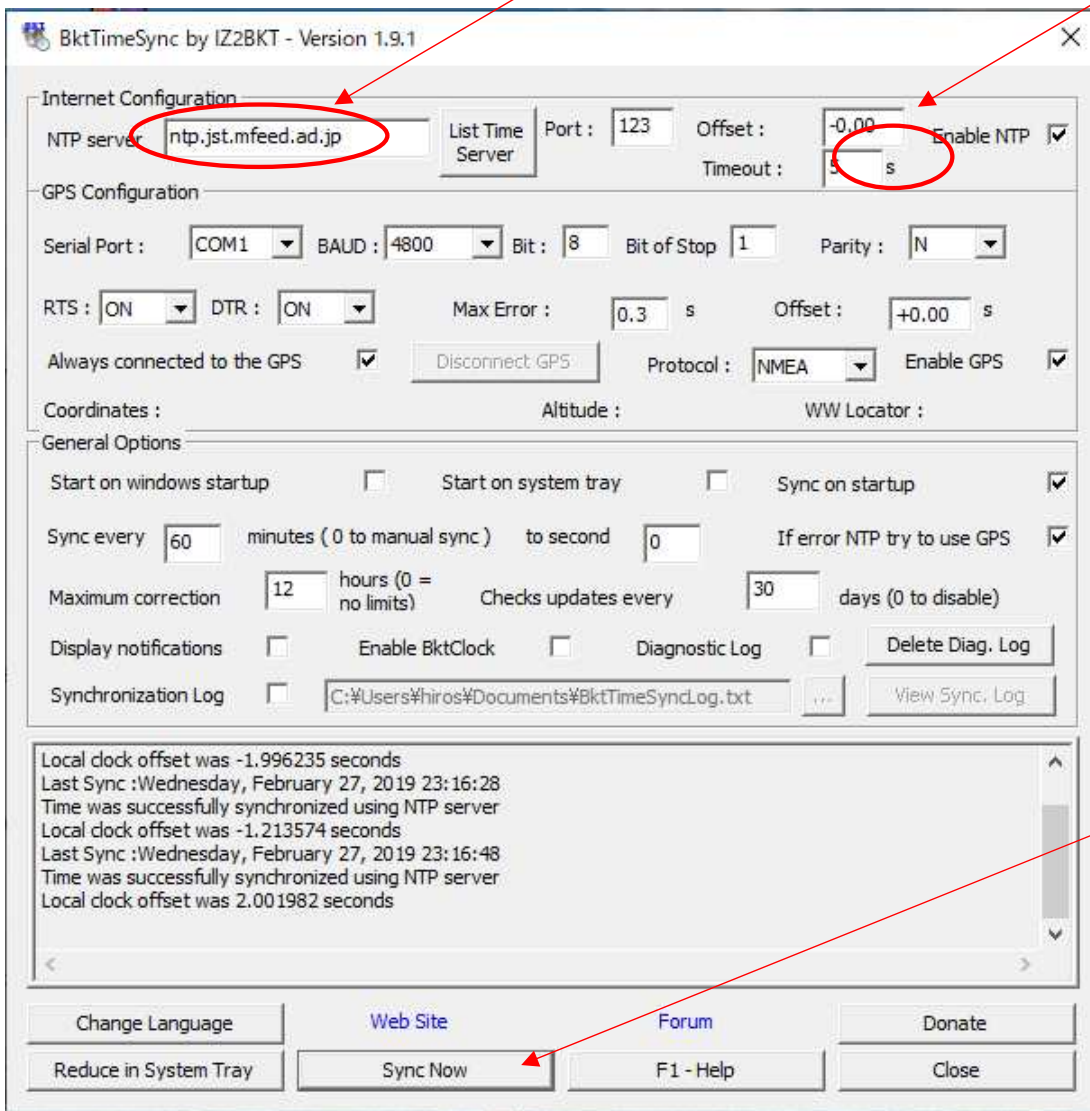 BktTimeSync by IZ2BKT - Version 1.9.1
Internet Configuration
NTP server ntp.jst.mfeed.ad.jp List Time Server Port : 123 Offset : -0,00 Enable NTP
Timeout : 5 s
GPS Configuration
Serial Port : COM1 BAUD : 4800 Bit : 8 Bit of Stop 1 Parity : N
RTS : ON DTR : ON Max Error : 0.3 s Offset : +0.00 s
Always connected to the GPS Disconnect GPS Protocol : NMEA Enable GPS
Coordinates : Altitude : WW Locator :
General Options
Start on windows startup Start on system tray Sync on startup
Sync every 60 minutes ( 0 to manual sync ) to second 0 If error NTP try to use GPS
Maximum correction 12 hours (0 = no limits) Checks updates every 30 days (0 to disable)
Display notifications Enable BktClock Diagnostic Log Delete Diag. Log
Synchronization Log C:¥Users¥hiros¥Documents¥BktTimeSyncLog.txt ... View Sync. Log
Local clock offset was -1.996235 seconds
Last Sync :Wednesday, February 27, 2019 23:16:28
Time was successfully synchronized using NTP server
Local clock offset was -1.213574 seconds
Last Sync :Wednesday, February 27, 2019 23:16:48
Time was successfully synchronized using NTP server
Local clock offset was 2.001982 seconds
Change Language Web Site Forum Donate
Reduce in System Tray Sync Now F1 - Help Close